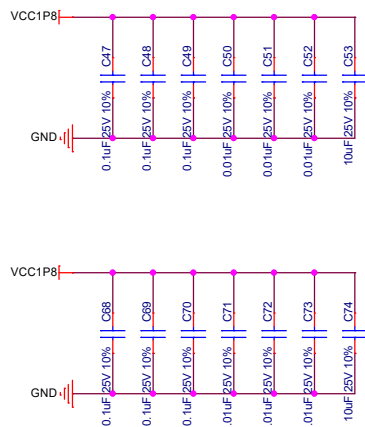 VCC1P8
C47
C48
C49
C50
C51
C52
C53
GND
0.1uF 25V 10%
0.1uF 25V 10%
0.1uF 25V 10%
0.01uF 25V 10%
0.01uF 25V 10%
0.01uF 25V 10%
10uF 25V 10%
VCC1P8
C68
C69
C70
C71
C72
C73
C74
GND
0.1uF 25V 10%
0.1uF 25V 10%
0.1uF 25V 10%
.01uF 25V 10%
.01uF 25V 10%
.01uF 25V 10%
10uF 25V 10%